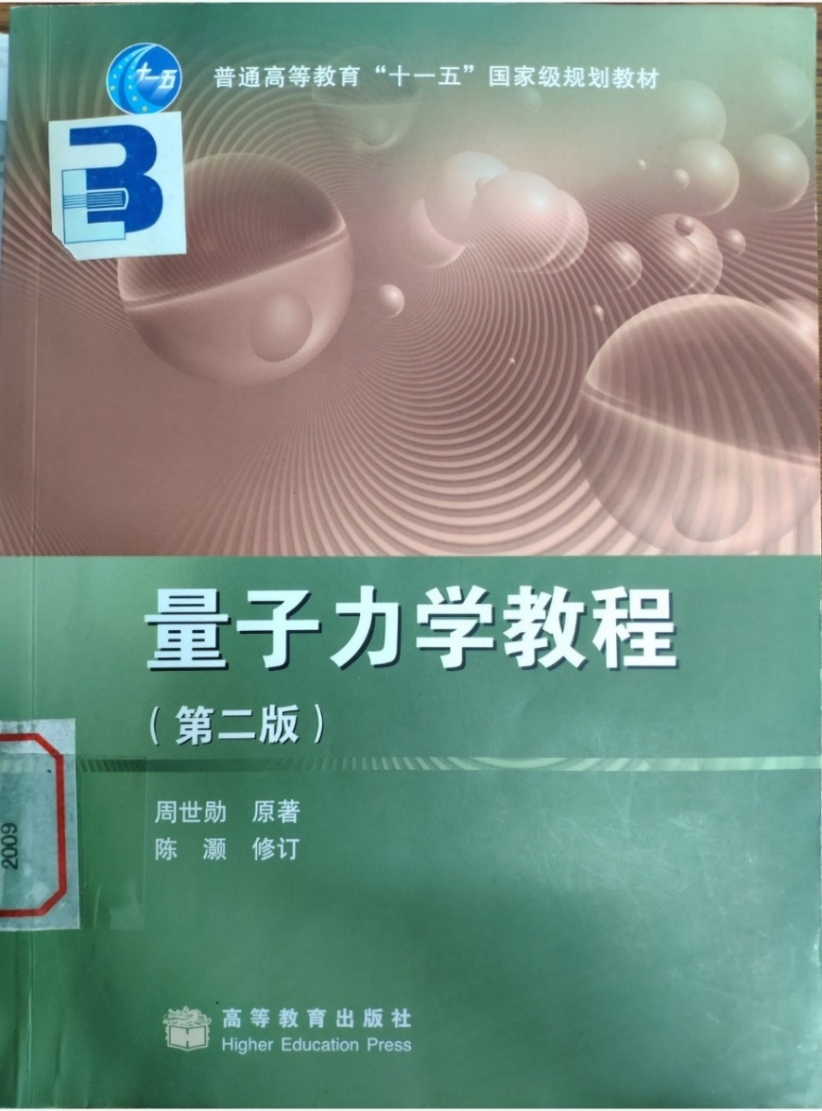 十一五
普通高等教育“十一五”国家级规划教材
量子力学教程
（第二版）
周世勋 原著
陈 灏 修订
2009
高等教育出版社
Higher Education Press